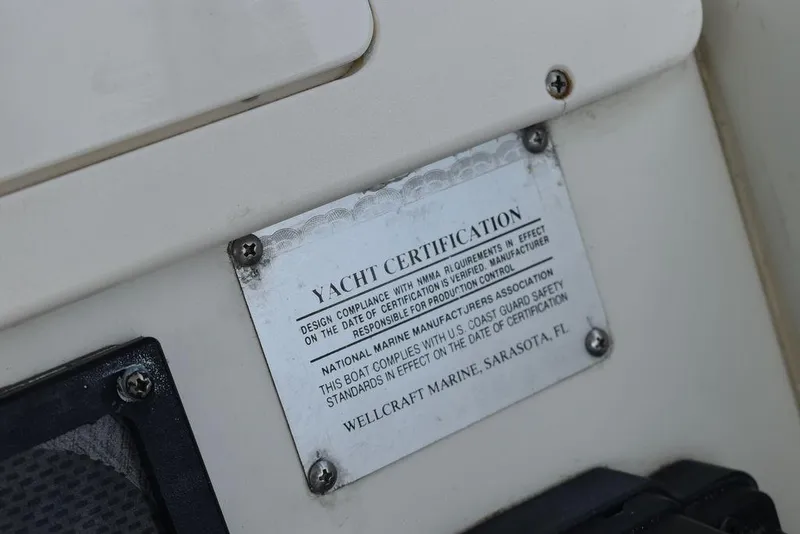 YACHT CERTIFICATION
DESIGN COMPLIANCE WITH NMMA REQUIREMENTS IN EFFECT
ON THE DATE OF CERTIFICATION IS VERIFIED. MANUFACTURER
RESPONSIBLE FOR PRODUCTION CONTROL
NATIONAL MARINE MANUFACTURERS ASSOCIATION
THIS BOAT COMPLIES WITH U.S. COAST GUARD SAFETY
STANDARDS IN EFFECT ON THE DATE OF CERTIFICATION
WELLCRAFT MARINE, SARASOTA, FL